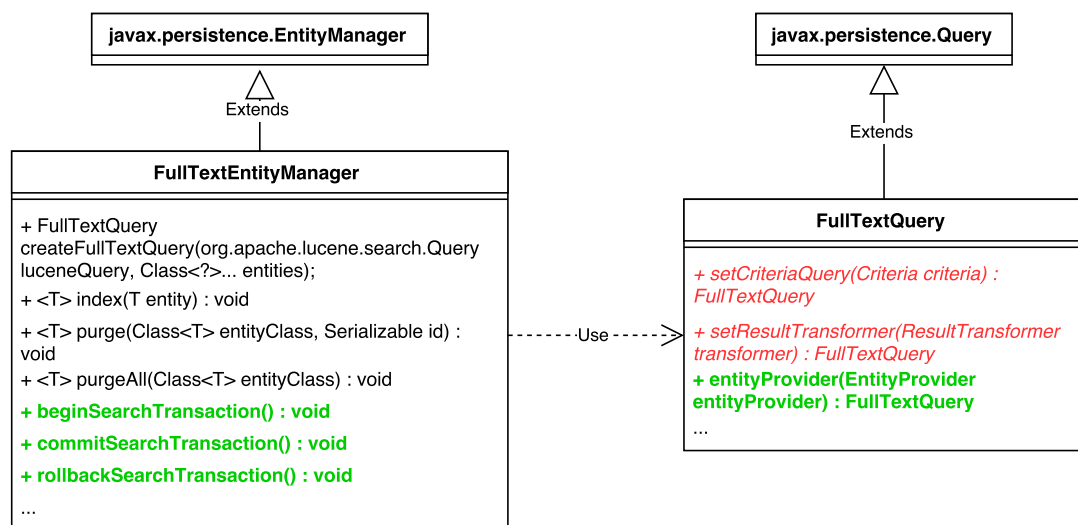 javax.persistence.EntityManager
Extends
FullTextEntityManager
+ FullTextQuery
createFullTextQuery(org.apache.lucene.search.Query
luceneQuery, Class<?>... entities);
+ <T> index(T entity) : void
+ <T> purge(Class<T> entityClass, Serializable id) :
void
+ <T> purgeAll(Class<T> entityClass) : void
+ beginSearchTransaction() : void
+ commitSearchTransaction() : void
+ rollbackSearchTransaction() : void
...
Use
javax.persistence.Query
Extends
FullTextQuery
+ setCriteriaQuery(Criteria criteria) :
FullTextQuery
+ setResultTransformer(ResultTransformer
transformer) : FullTextQuery
+ entityProvider(EntityProvider
entityProvider) : FullTextQuery
...